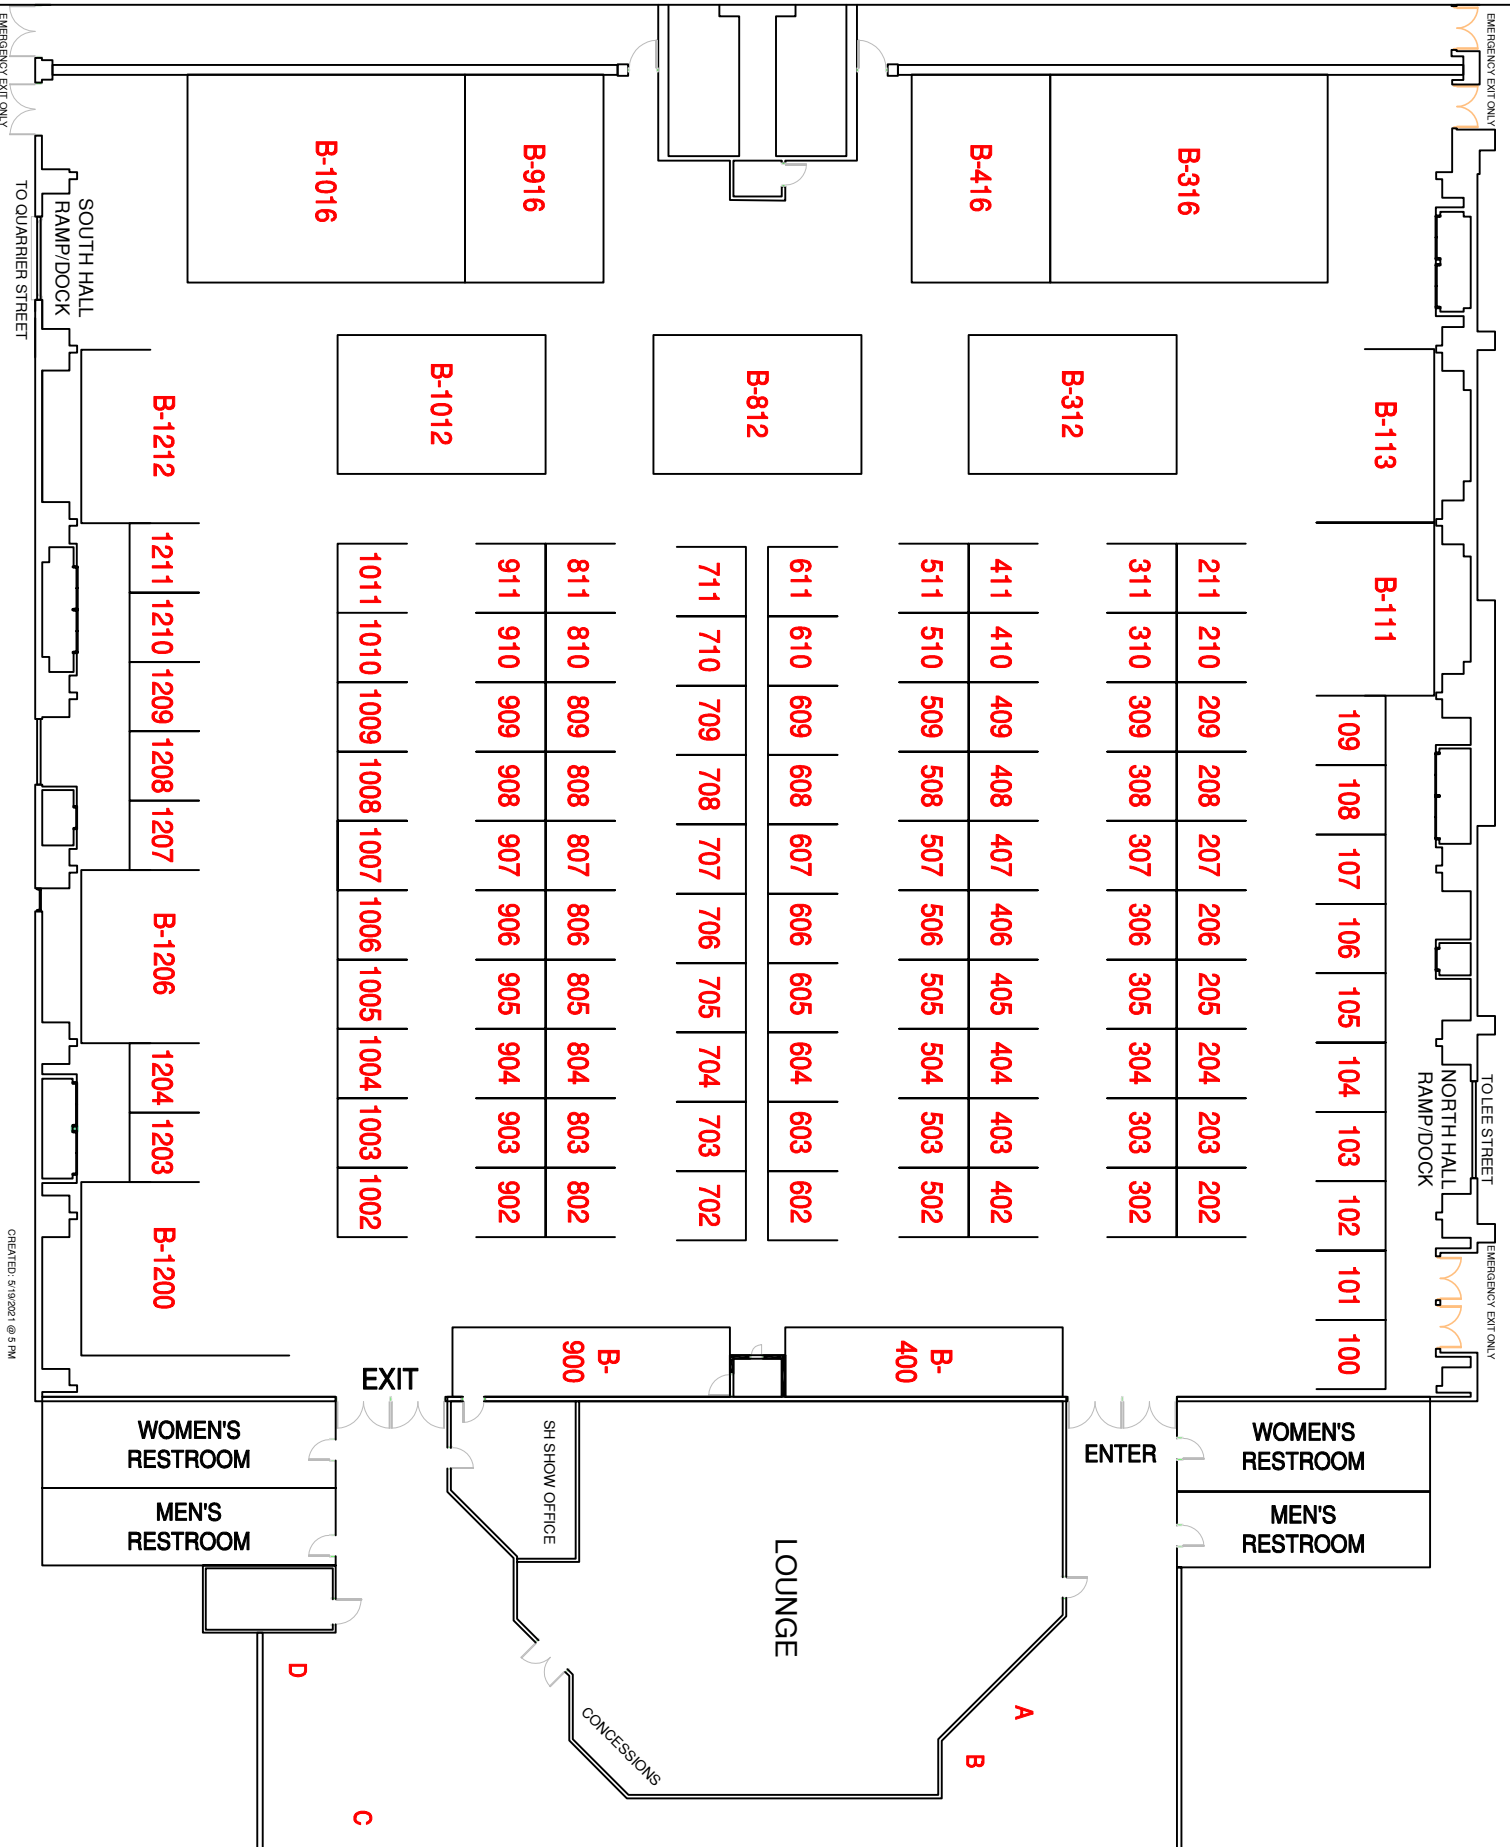 EMERGENCY EXIT ONLY
EMERGENCY EXIT ONLY
B-1016
B-916
B-416
B-316
SOUTH HALL
RAMP/DOCK
TO QUARRIER STREET
B-1212
B-1012
B-812
B-312
B-113
B-111
1211
1210
1209
1208
1207
B-1206
1204
1203
B-1200
1011
1010
1009
1008
1007
1006
1005
1004
1003
1002
911
910
909
908
907
906
905
904
903
902
811
810
809
808
807
806
805
804
803
802
711
710
709
708
707
706
705
704
703
702
611
610
609
608
607
606
605
604
603
602
511
510
509
508
507
506
505
504
503
502
411
410
409
408
407
406
405
404
403
402
311
310
309
308
307
306
305
304
303
302
211
210
209
208
207
206
205
204
203
202
109
108
107
106
105
104
103
102
101
100
TO LEE STREET
NORTH HALL
RAMP/DOCK
EMERGENCY EXIT ONLY
CREATED: 5/19/2021 @ 5 PM
B-
900
B-
400
EXIT
ENTER
WOMEN'S
RESTROOM
MEN'S
RESTROOM
WOMEN'S
RESTROOM
MEN'S
RESTROOM
SH SHOW OFFICE
LOUNGE
CONCESSIONS
A
B
C
D